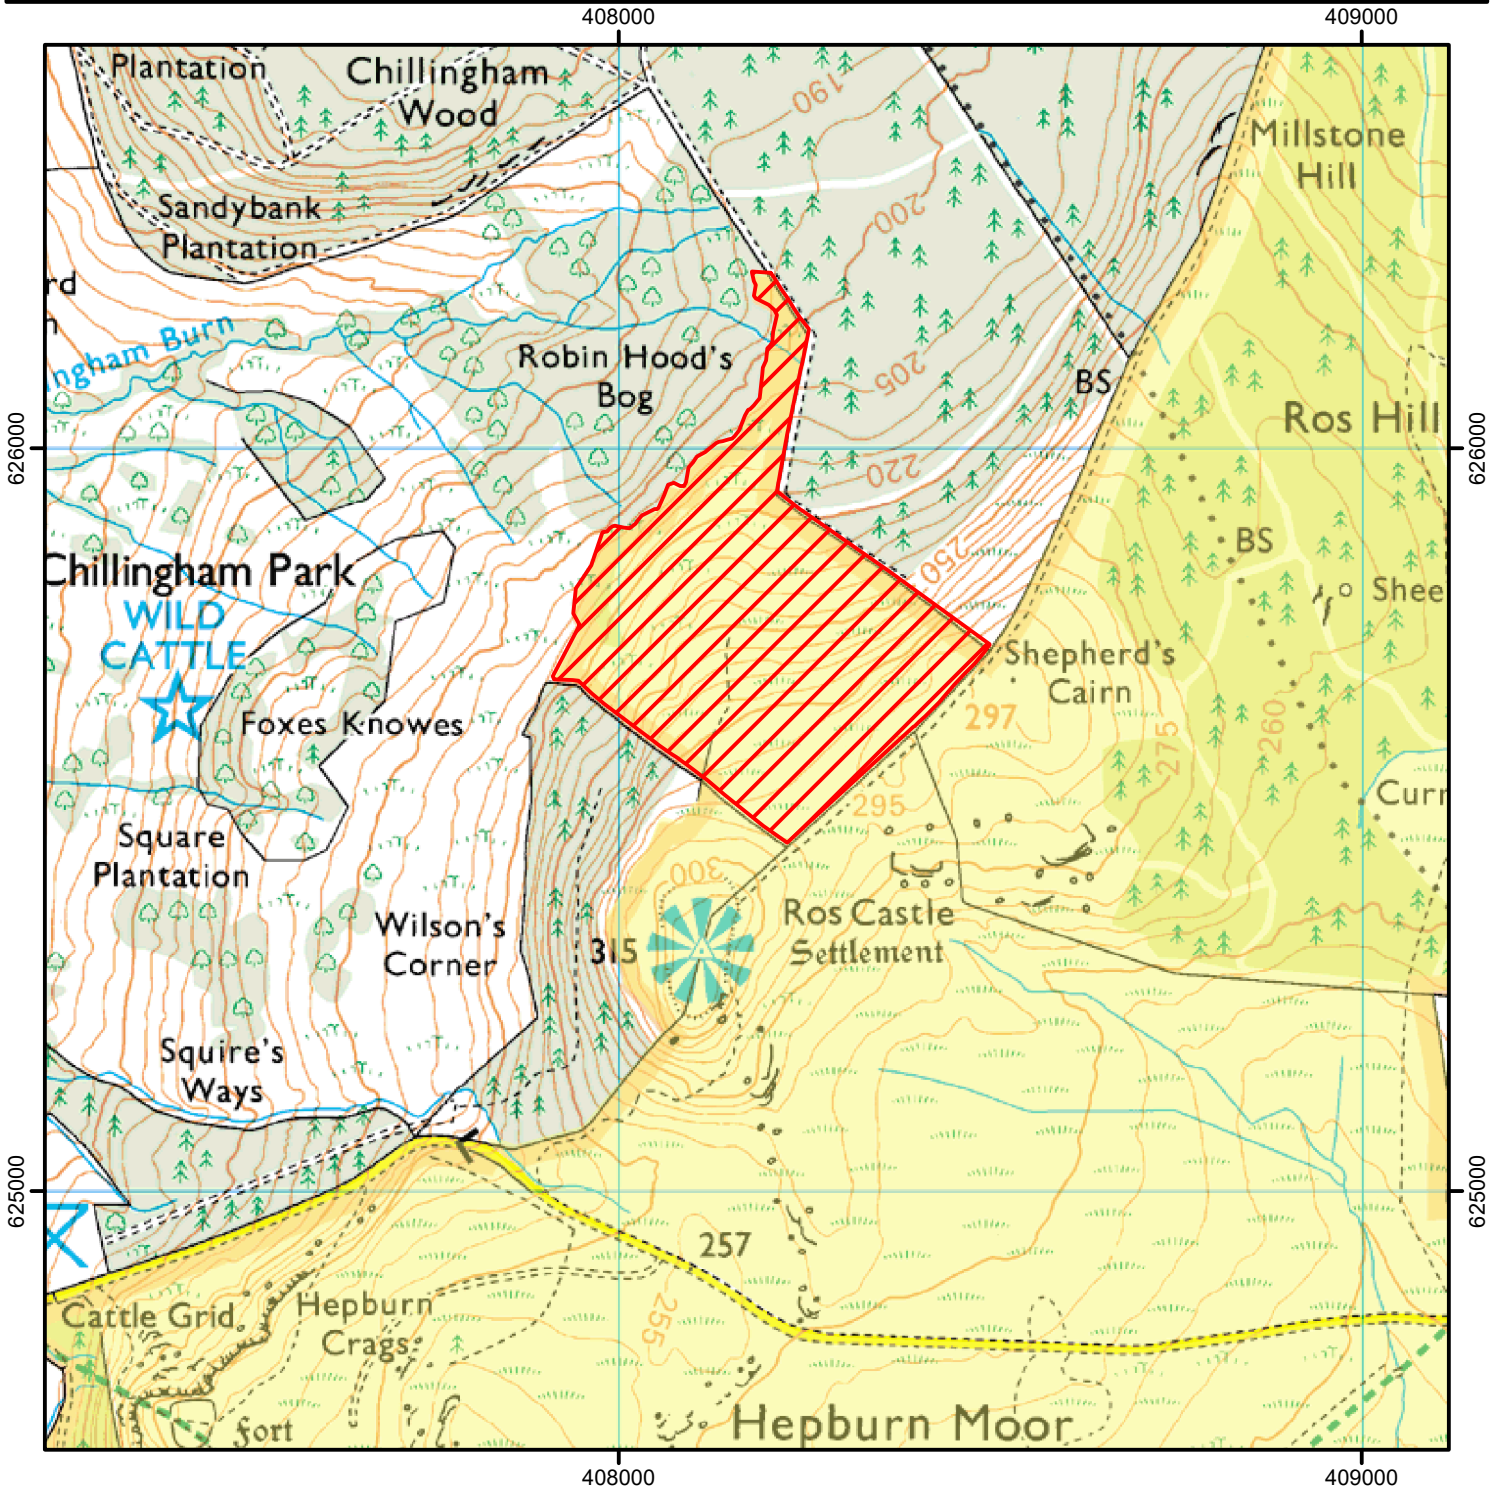 408000
409000
Plantation
Chillingham
Wood
190
Millstone
Hill
Sandybank
Plantation
200
rd
n
ingham Burn
Robin Hood's
Bog
205
BS
Ros Hill
626000
626000
220
BS
250
Chillingham Park
WILD
CATTLE
Shee
Shepherd's
Cairn
Foxes Knowes
297
275
260
295
Curr
Square
Plantation
300
Wilson's
Corner
315
Ros Castle
Settlement
Squire's
Ways
625000
625000
257
Cattle Grid
Hepburn
Crags
255
Fort
Hepburn Moor
408000
409000